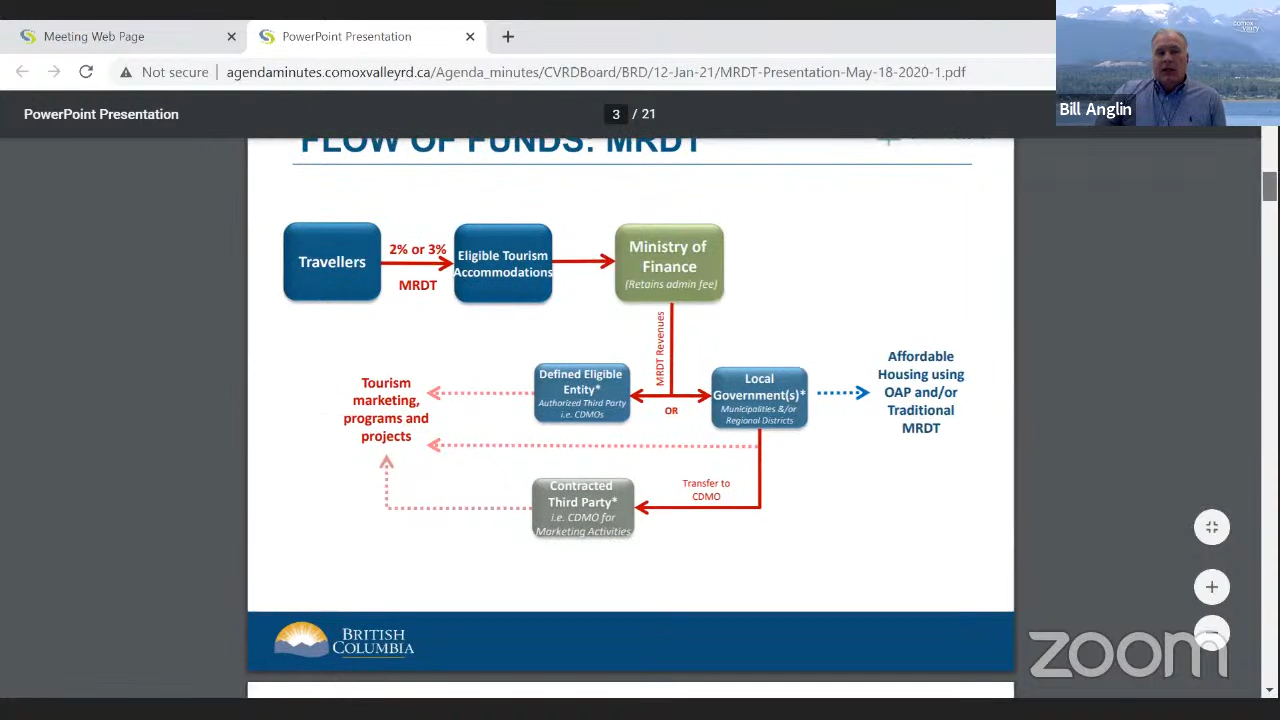 Meeting Web Page
PowerPoint Presentation
Not secure
agendaminutes.comoxvalleyrd.ca/Agenda_minutes/CVRDBoard/BRD/12-Jan-21/MRDT-Presentation-May-18-2020-1.pdf
comox
valley
Bill Anglin
PowerPoint Presentation
3 / 21
FLOW OF FUNDS: MRDT
Travellers
2% or 3%
MRDT
Eligible Tourism
Accommodations
Ministry of
Finance
(Retains admin fee)
MRDT Revenues
OR
Tourism
marketing,
programs and
projects
Defined Eligible
Entity*
Authorized Third Party
i.e. CDMOs
Local
Government(s)*
Municipalities &/or
Regional Districts
Affordable
Housing using
OAP and/or
Traditional
MRDT
Contracted
Third Party*
i.e. CDMO for
Marketing Activities
Transfer to
CDMO
BRITISH
COLUMBIA
zoom